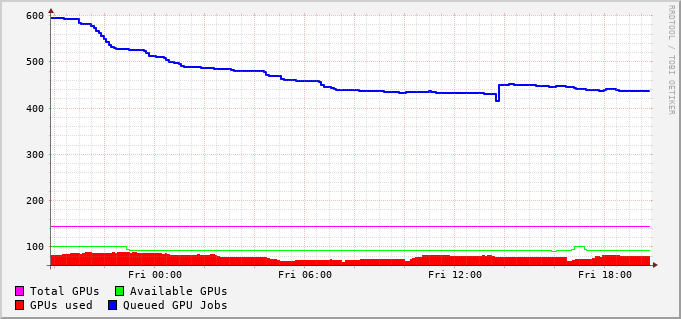 600
500
400
300
200
100
Fri 00:00 Fri 06:00 Fri 12:00 Fri 18:00
Total GPUs Available GPUs
GPUs used Queued GPU Jobs
RRDTOOL / TOBI OETIKER